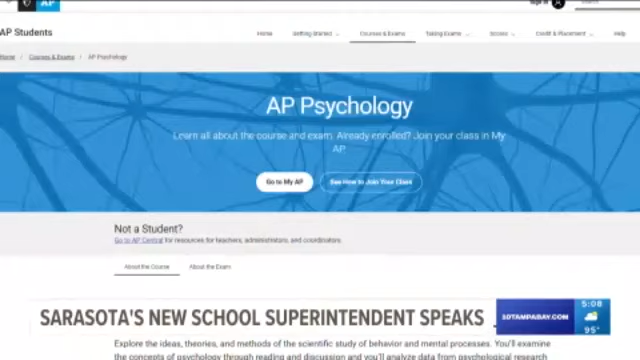 AP
Sign In
Search
AP Students
Home
Getting Started
Courses & Exams
Taking Exams
Scores
Credit & Placement
Help
Home / Courses & Exams / AP Psychology
AP Psychology
Learn all about the course and exam. Already enrolled? Join your class in My
AP.
Go to My AP
See How to Join Your Class
Not a Student?
Go to AP Central for resources for teachers, administrators, and coordinators.
About the Course
About the Exam
SARASOTA'S NEW SCHOOL SUPERINTENDENT SPEAKS
10TAMPABAY.COM
5:08
95°
Explore the ideas, theories, and methods of the scientific study of behavior and mental processes. You'll examine
the concepts of psychology through reading and discussion and you'll analyze data from psychological research